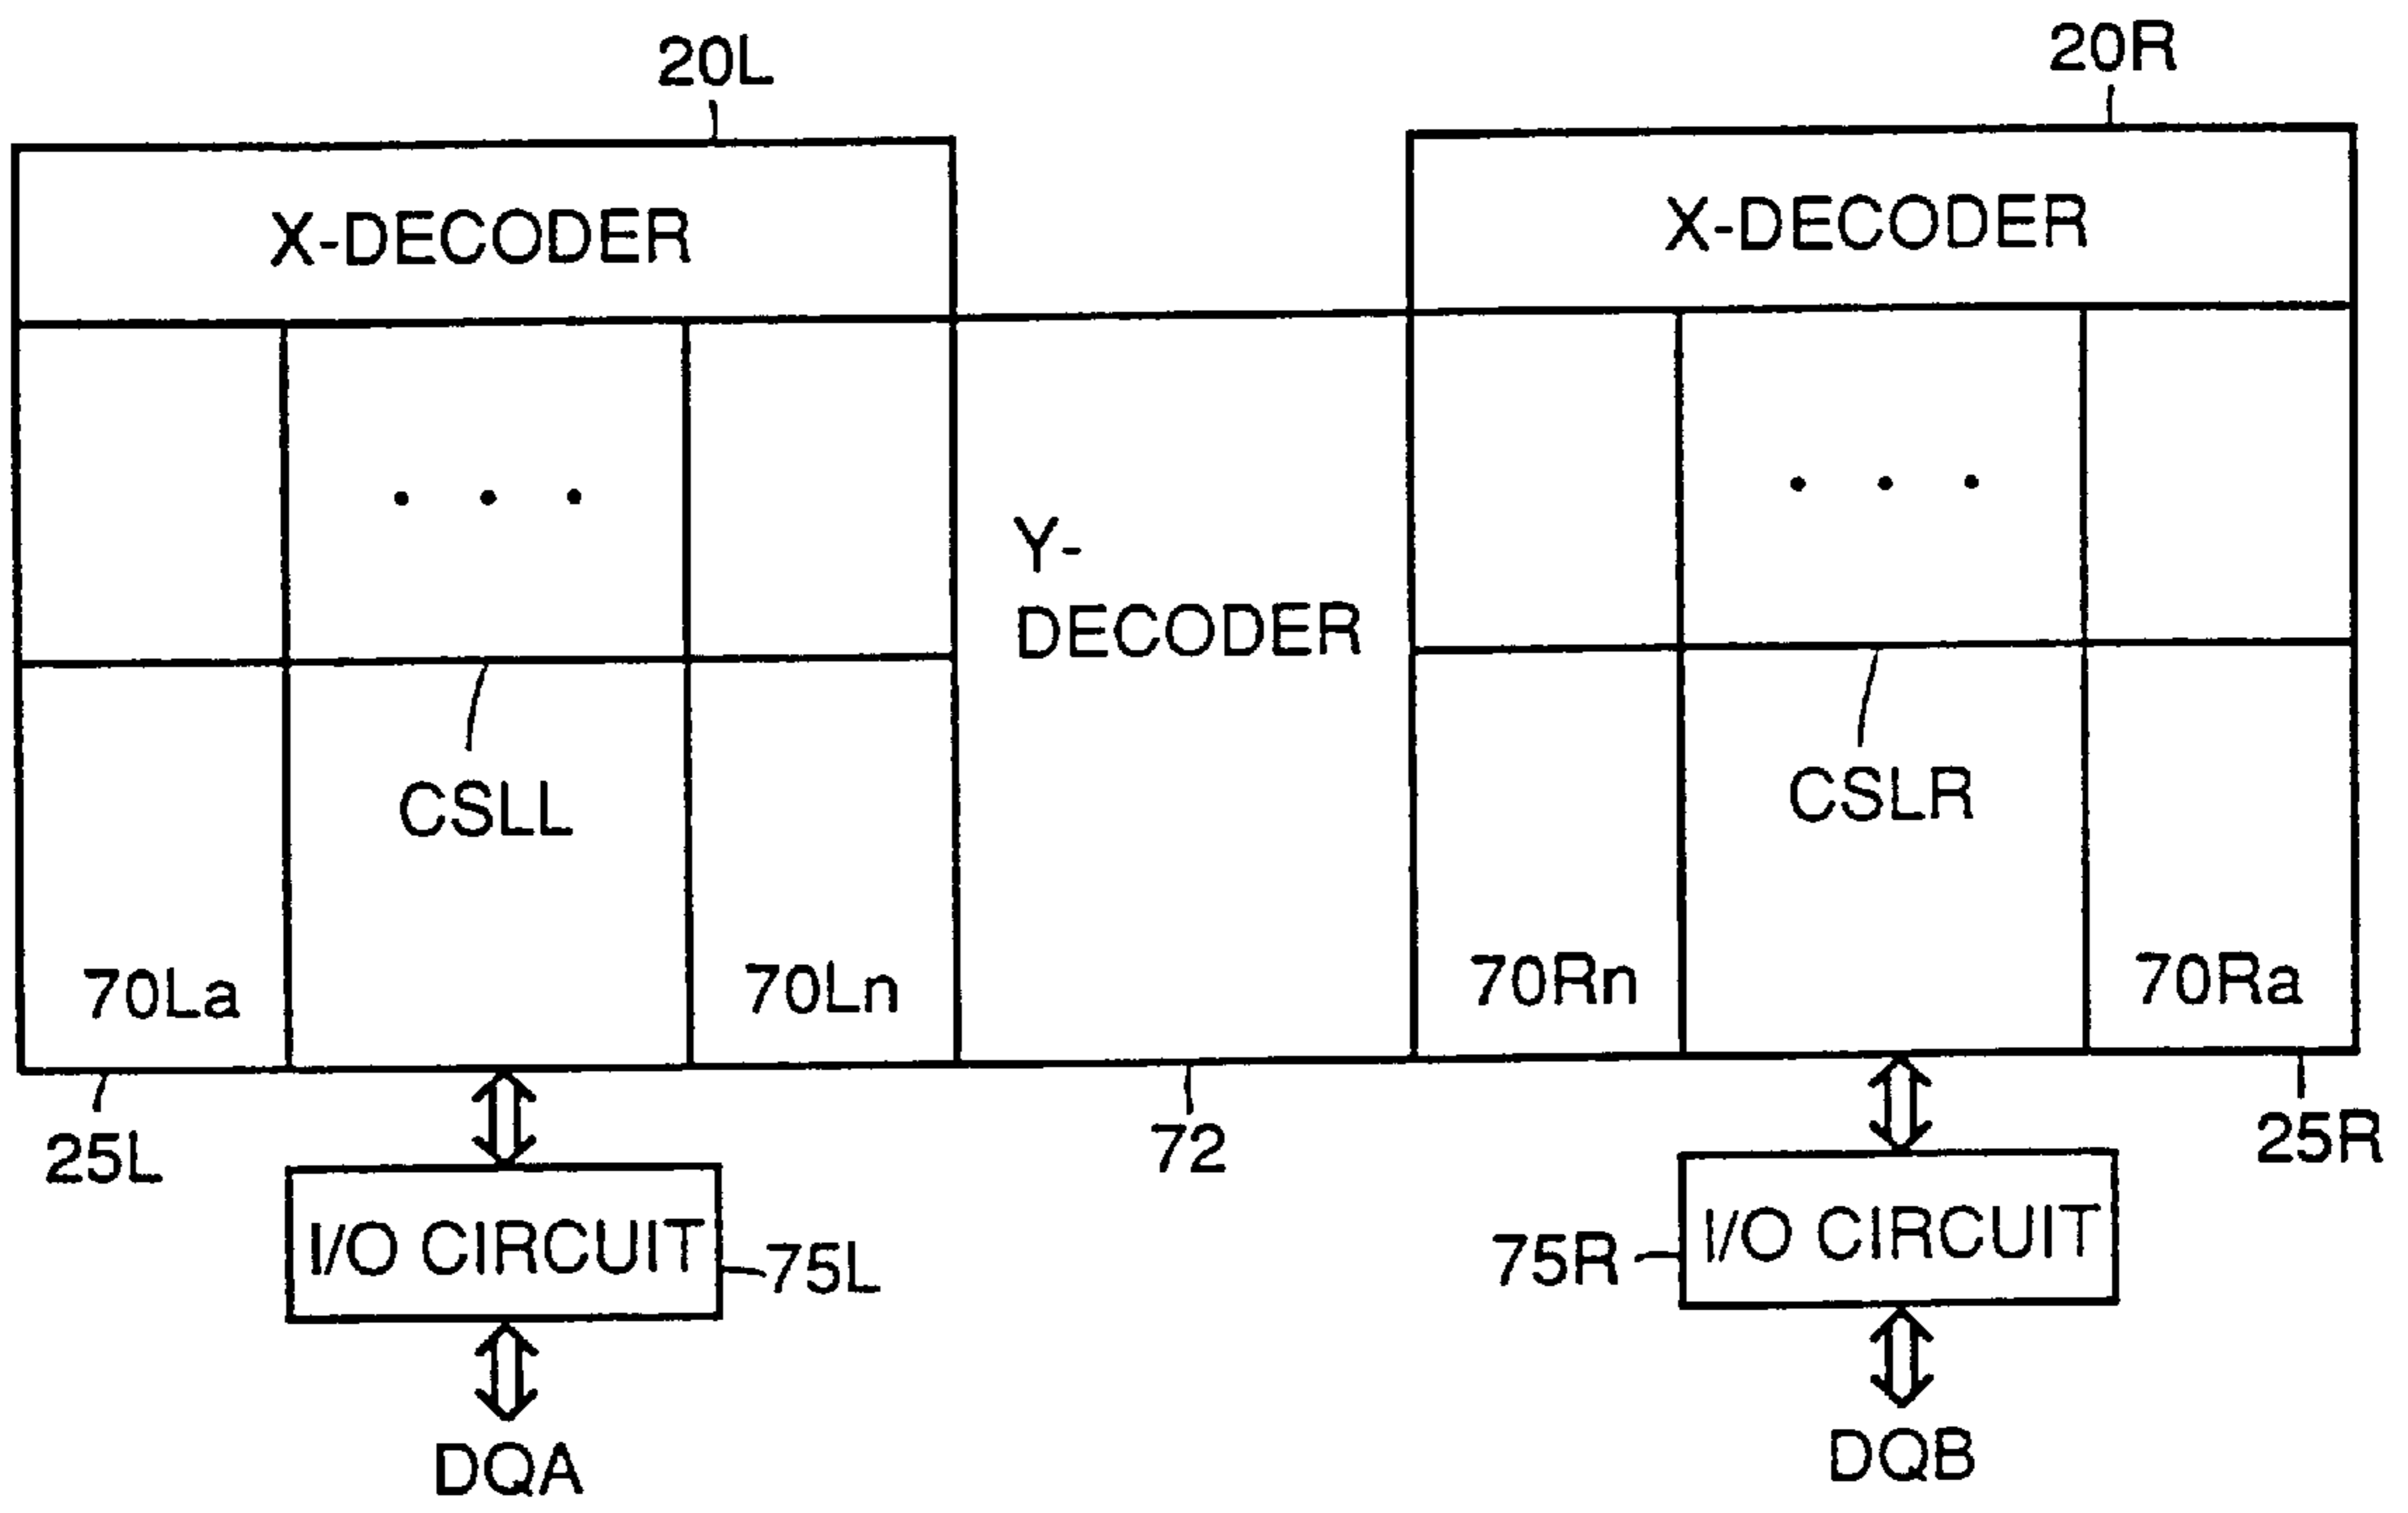 20L
20R
X-DECODER
X-DECODER
. . .
. . .
Y-
DECODER
CSLL
CSLR
70La
70Ln
70Rn
70Ra
25L
72
25R
I/O CIRCUIT
75L
75R
I/O CIRCUIT
DQA
DQB